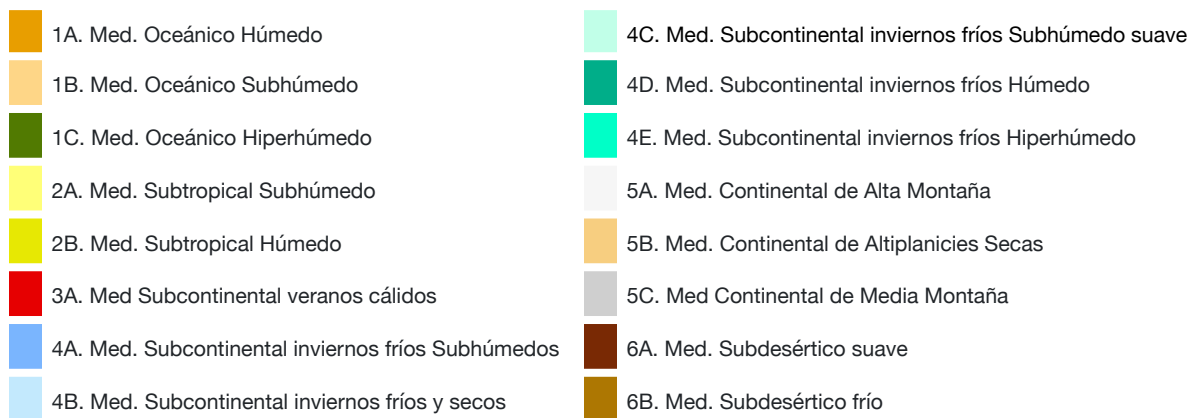 1A. Med. Oceánico Húmedo
1B. Med. Oceánico Subhúmedo
1C. Med. Oceánico Hiperhúmedo
2A. Med. Subtropical Subhúmedo
2B. Med. Subtropical Húmedo
3A. Med Subcontinental veranos cálidos
4A. Med. Subcontinental inviernos fríos Subhúmedos
4B. Med. Subcontinental inviernos fríos y secos
4C. Med. Subcontinental inviernos fríos Subhúmedo suave
4D. Med. Subcontinental inviernos fríos Húmedo
4E. Med. Subcontinental inviernos fríos Hiperhúmedo
5A. Med. Continental de Alta Montaña
5B. Med. Continental de Altiplanicies Secas
5C. Med Continental de Media Montaña
6A. Med. Subdesértico suave
6B. Med. Subdesértico frío